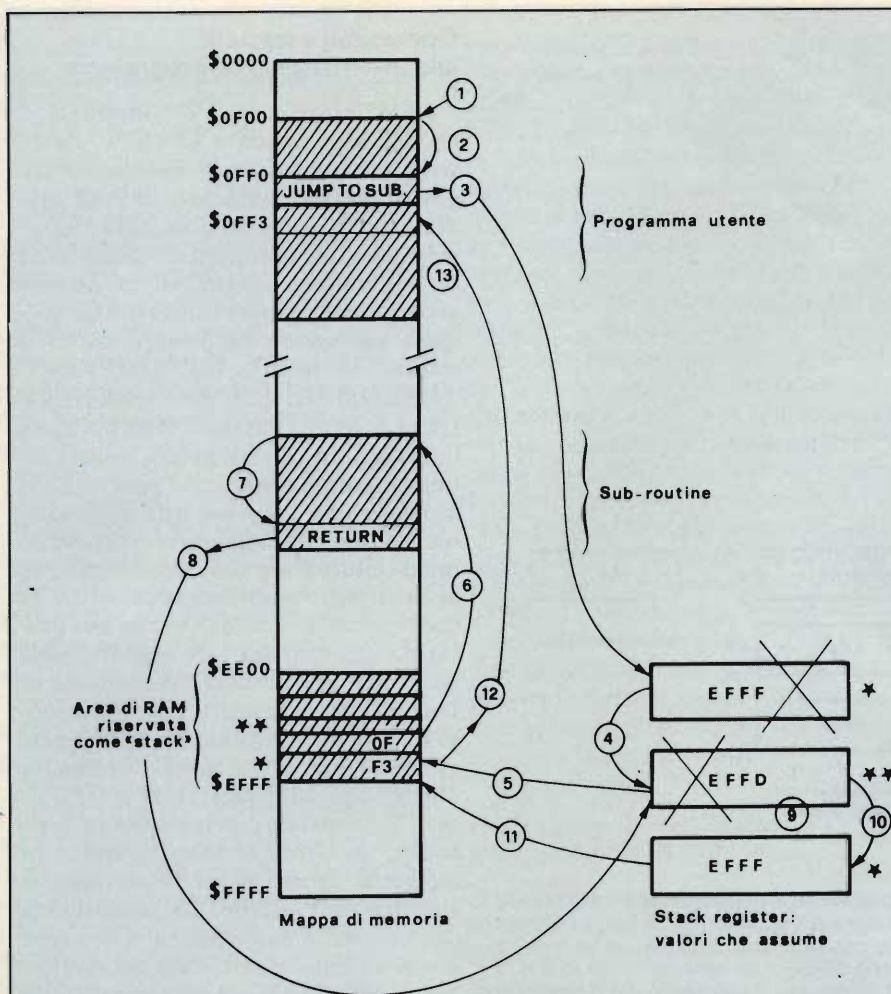 $0000
1
$0F00
2
$0FF0
JUMP TO SUB.
3
$0FF3
Programma utente
13
7
Sub-routine
RETURN
8
6
$EE00
12
EFFF
★
Area di RAM
riservata
come "stack"
★★
0F
4
★
F3
5
EFFD
★★
$EFFF
9
10
11
EFFF
★
$FFFF
Mappa di memoria
Stack register:
valori che assume